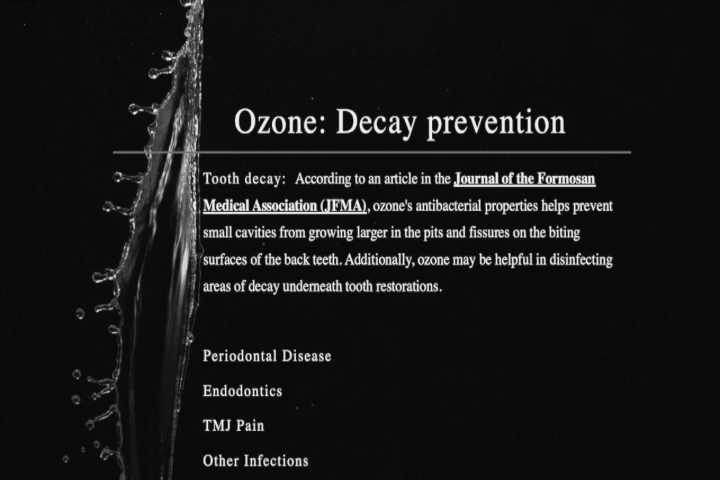 Ozone: Decay prevention
Tooth decay: According to an article in the Journal of the Formosan
Medical Association (JFMA), ozone's antibacterial properties helps prevent
small cavities from growing larger in the pits and fissures on the biting
surfaces of the back teeth. Additionally, ozone may be helpful in disinfecting
areas of decay underneath tooth restorations.
Periodontal Disease
Endodontics
TMJ Pain
Other Infections